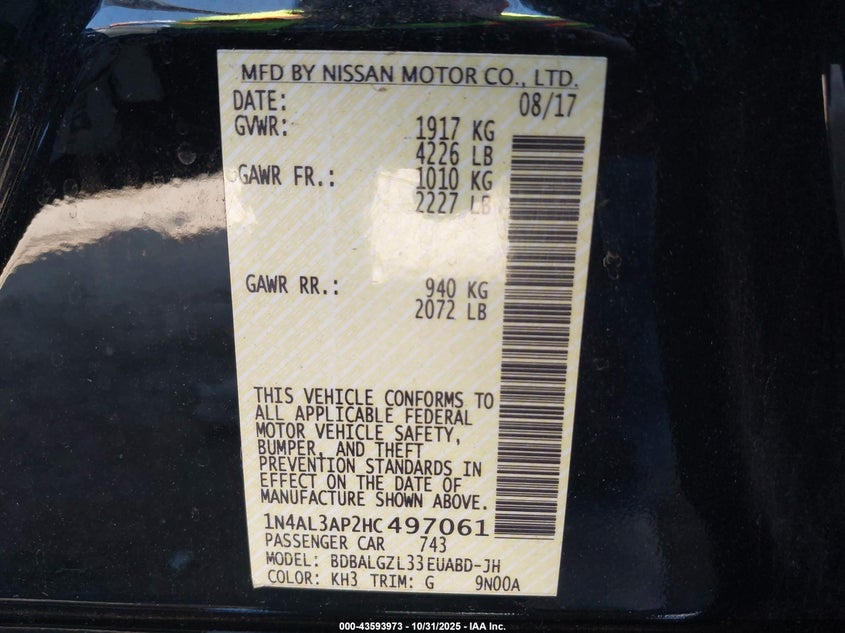 MFD BY NISSAN MOTOR CO., LTD.
DATE: 08/17
GVWR: 1917 KG
4226 LB
GAWR FR.: 1010 KG
2227 LB
GAWR RR.: 940 KG
2072 LB
THIS VEHICLE CONFORMS TO
ALL APPLICABLE FEDERAL
MOTOR VEHICLE SAFETY,
BUMPER, AND THEFT
PREVENTION STANDARDS IN
EFFECT ON THE DATE OF
MANUFACTURE SHOWN ABOVE.
1N4AL3AP2HC497061
PASSENGER CAR 743
MODEL: BDBALGZL33EUABD-JH
COLOR: KH3 TRIM: G 9N00A
000-43593973 - 10/31/2025 - IAA Inc.